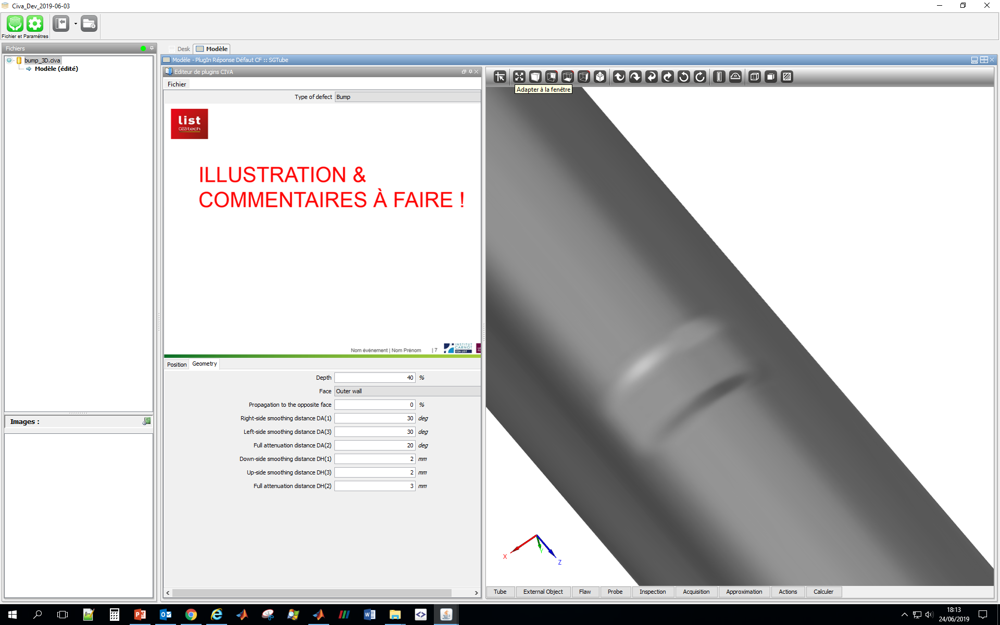 Civa_Dev_2019-06-03
Fichier et Paramètres
Fichiers
bump_3D.civa
Modèle (édité)
Images :
Desk
Modèle
Modèle - PlugIn Réponse Défaut CF :: SGTube
Editeur de plugins CIVA
Fichier
Type of defect Bump
list
ceatech
ILLUSTRATION &
COMMENTAIRES À FAIRE !
Nom événement | Nom Prénom | 7
INSTITUT
CARNOT
CEA LIST
Position Geometry
Depth 40 %
Face Outer wall
Propagation to the opposite face 0 %
Right-side smoothing distance DA(1) 30 deg
Left-side smoothing distance DA(3) 30 deg
Full attenuation distance DA(2) 20 deg
Down-side smoothing distance DH(1) 2 mm
Up-side smoothing distance DH(3) 2 mm
Full attenuation distance DH(2) 3 mm
Adapter à la fenêtre
X
Y
Z
Tube External Object Flaw Probe Inspection Acquisition Approximation Actions Calculer
18:13
24/06/2019